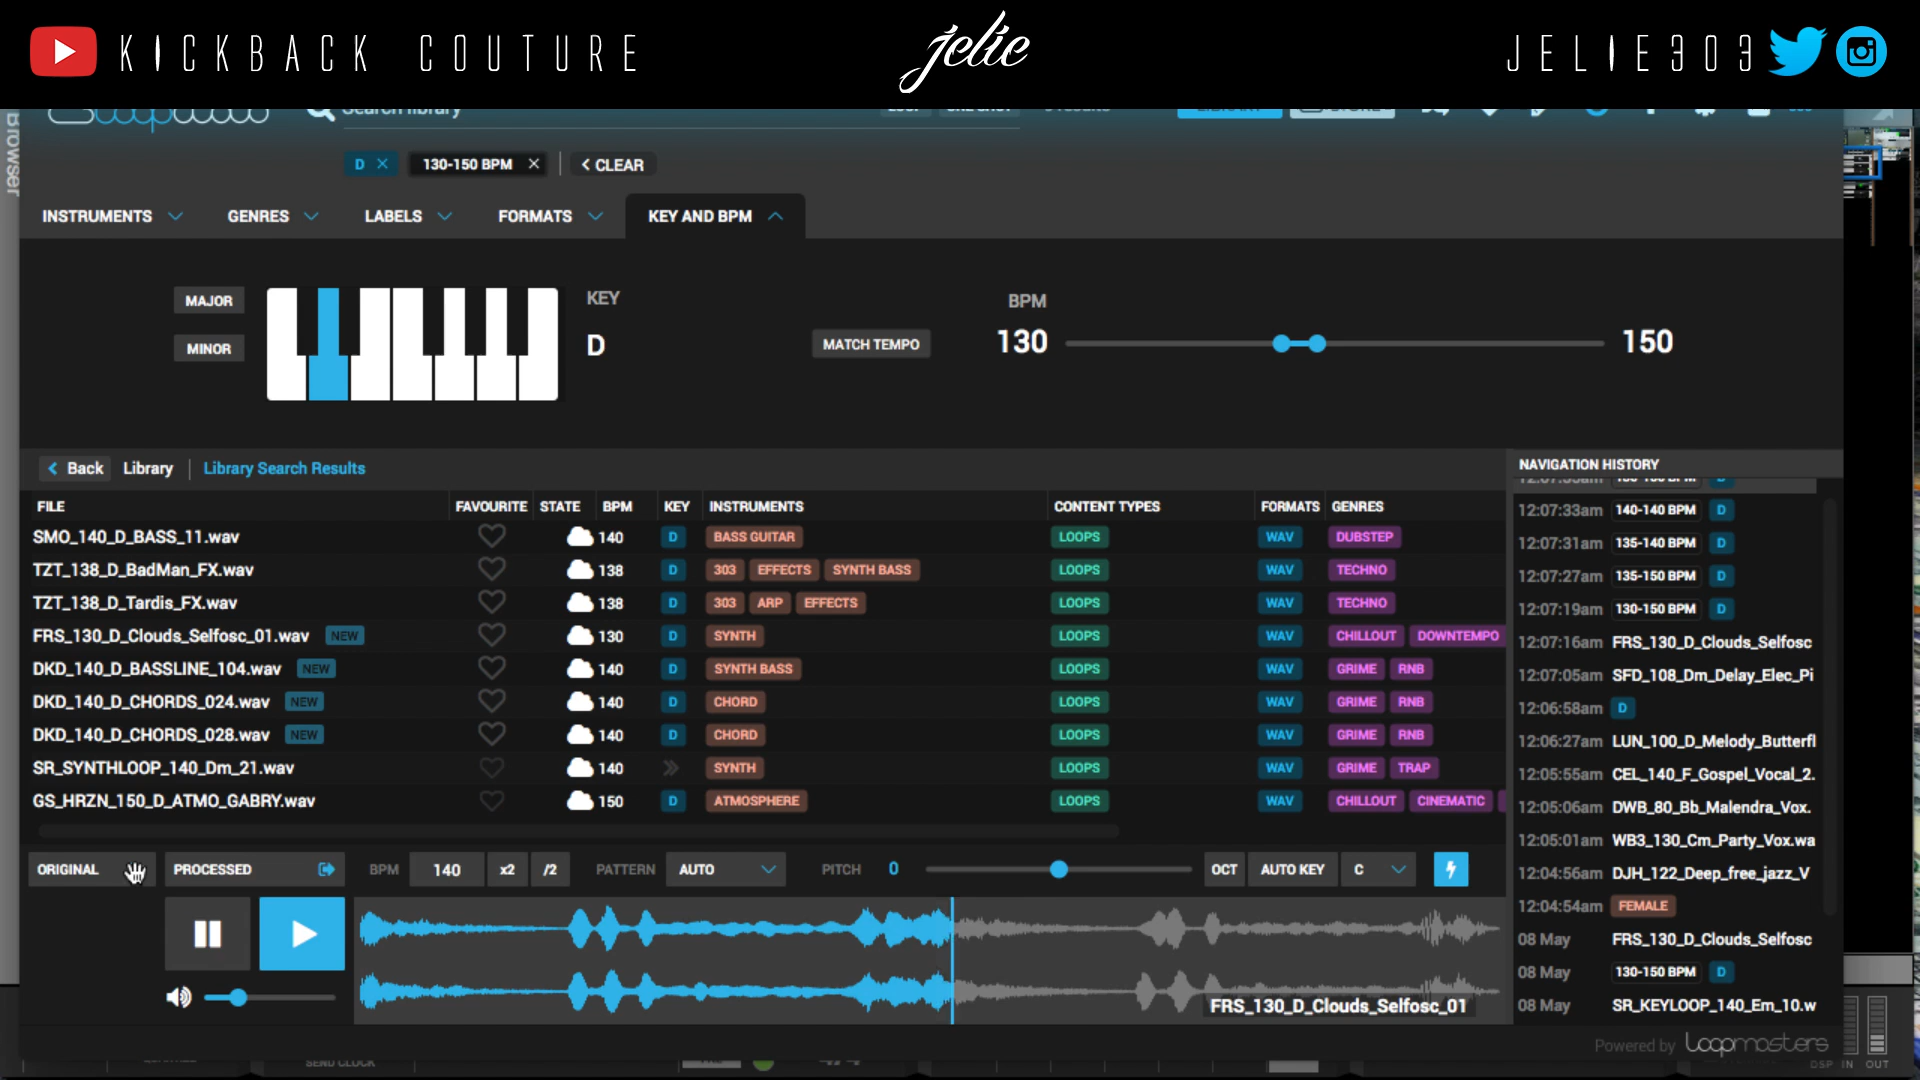 KICKBACK COUTURE
jelie
JELIE303
Browser
Search library
D
130-150 BPM
CLEAR
INSTRUMENTS
GENRES
LABELS
FORMATS
KEY AND BPM
MAJOR
MINOR
KEY
D
MATCH TEMPO
BPM
130
150
Back
Library
Library Search Results
FILE FAVOURITE STATE BPM KEY INSTRUMENTS CONTENT TYPES FORMATS GENRES
SMO_140_D_BASS_11.wav 140 D BASS GUITAR LOOPS WAV DUBSTEP
TZT_138_D_BadMan_FX.wav 138 D 303 EFFECTS SYNTH BASS LOOPS WAV TECHNO
TZT_138_D_Tardis_FX.wav 138 D 303 ARP EFFECTS LOOPS WAV TECHNO
FRS_130_D_Clouds_Selfosc_01.wav NEW 130 D SYNTH LOOPS WAV CHILLOUT DOWNTEMPO
DKD_140_D_BASSLINE_104.wav NEW 140 D SYNTH BASS LOOPS WAV GRIME RNB
DKD_140_D_CHORDS_024.wav NEW 140 D CHORD LOOPS WAV GRIME RNB
DKD_140_D_CHORDS_028.wav NEW 140 D CHORD LOOPS WAV GRIME RNB
SR_SYNTHLOOP_140_Dm_21.wav 140 SYNTH LOOPS WAV GRIME TRAP
GS_HRZN_150_D_ATMO_GABRY.wav 150 D ATMOSPHERE LOOPS WAV CHILLOUT CINEMATIC
NAVIGATION HISTORY
12:07:33am 140-140 BPM D
12:07:31am 135-140 BPM D
12:07:27am 135-150 BPM D
12:07:19am 130-150 BPM D
12:07:16am FRS_130_D_Clouds_Selfosc
12:07:05am SFD_108_Dm_Delay_Elec_Pi
12:06:58am D
12:06:27am LUN_100_D_Melody_Butterfl
12:05:55am CEL_140_F_Gospel_Vocal_2.
12:05:06am DWB_80_Bb_Malendra_Vox.
12:05:01am WB3_130_Cm_Party_Vox.wa
12:04:56am DJH_122_Deep_free_jazz_V
12:04:54am FEMALE
08 May FRS_130_D_Clouds_Selfosc
08 May 130-150 BPM D
08 May SR_KEYLOOP_140_Em_10.w
ORIGINAL
PROCESSED
BPM 140 x2 /2
PATTERN AUTO
PITCH 0
OCT AUTO KEY C
FRS_130_D_Clouds_Selfosc_01
Powered by Loopmasters
SEND CLOCK
DSP IN OUT